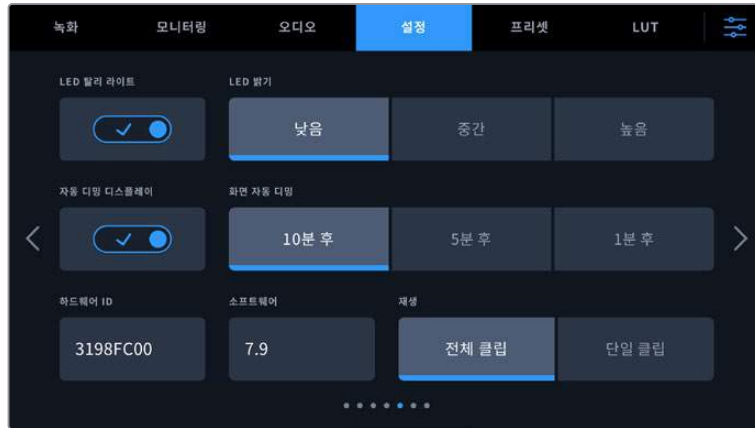 녹화 모니터링 오디오 설정 프리셋 LUT
LED 탈리 라이트 LED 밝기
낮음 중간 높음
자동 디밍 디스플레이 화면 자동 디밍
10분 후 5분 후 1분 후
하드웨어 ID 소프트웨어 재생
3198FC00 7.9 전체 클립 단일 클립